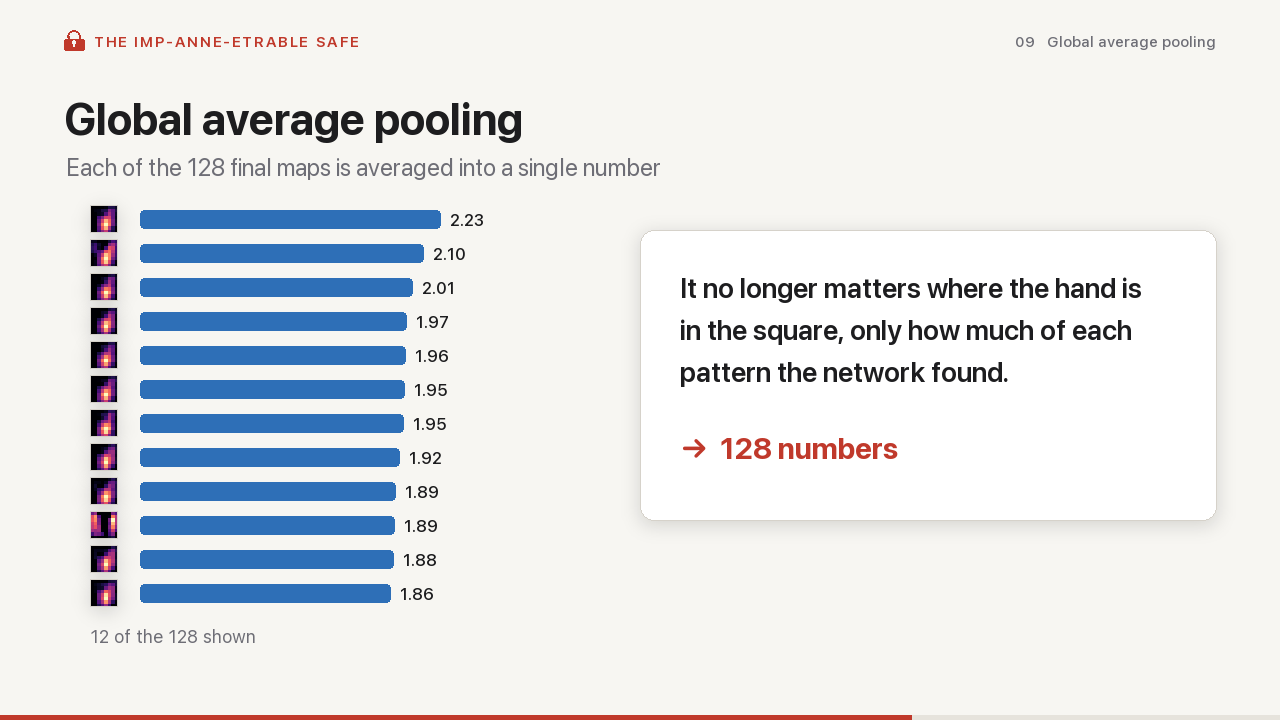 THE IMP-ANNE-ETRABLE SAFE
09 Global average pooling
Global average pooling
Each of the 128 final maps is averaged into a single number
2.23
2.10
2.01
1.97
1.96
1.95
1.95
1.92
1.89
1.89
1.88
1.86
12 of the 128 shown
It no longer matters where the hand is
in the square, only how much of each
pattern the network found.
→ 128 numbers